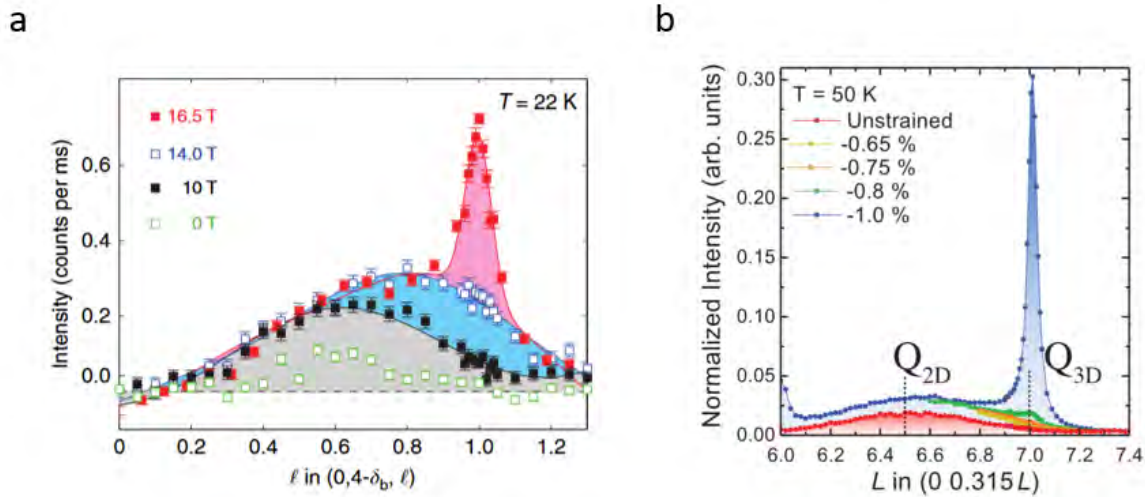 a
b
T = 22 K
16.5 T
14.0 T
10 T
0 T
Intensity (counts per ms)
0.6
0.4
0.2
0.0
0 0.2 0.4 0.6 0.8 1.0 1.2
ℓ in (0,4-δb, ℓ)
T = 50 K
Unstrained
-0.65 %
-0.75 %
-0.8 %
-1.0 %
Normalized Intensity (arb. units)
0.30
0.25
0.20
0.15
0.10
0.05
0.00
Q2D
Q3D
6.0 6.2 6.4 6.6 6.8 7.0 7.2 7.4
L in (0 0.315 L)